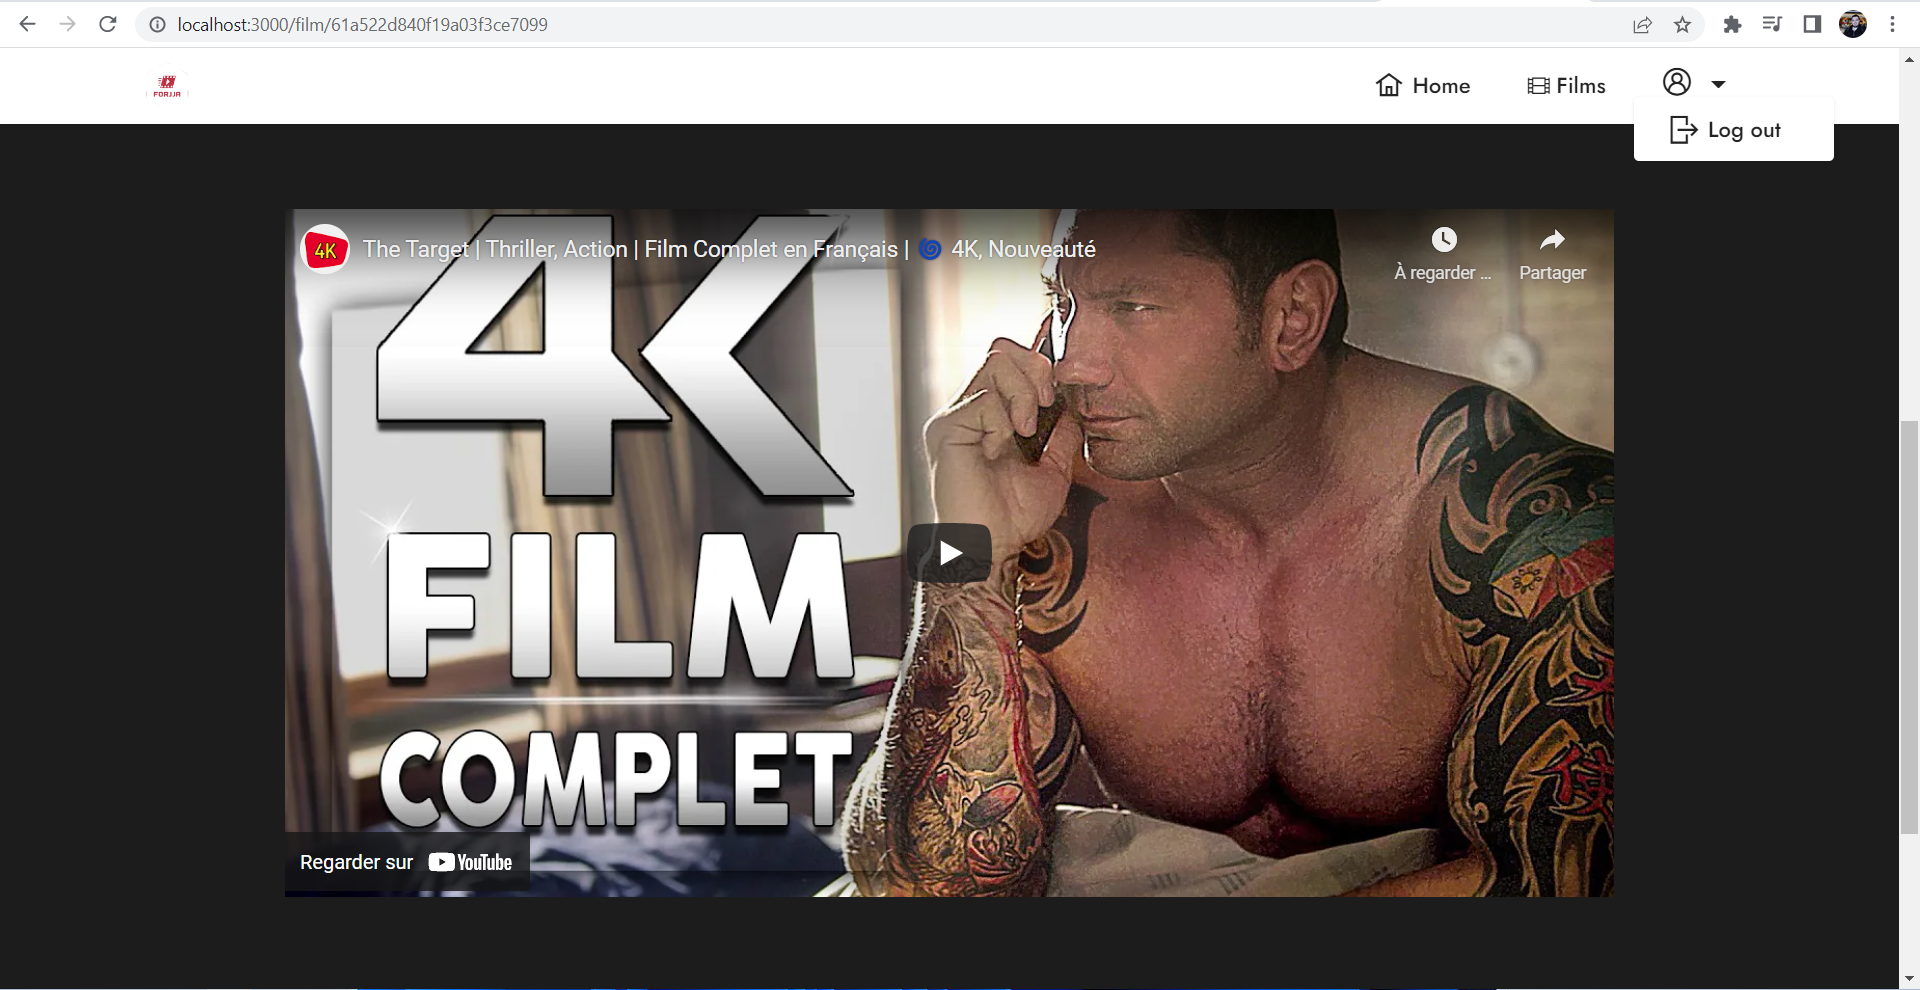 localhost:3000/film/61a522d840f19a03f3ce7099
FORJJA
Home
Films
Log out
4K
The Target | Thriller, Action | Film Complet en Français | 🌀 4K, Nouveauté
À regarder ...
Partager
4K
FILM
COMPLET
Regarder sur YouTube